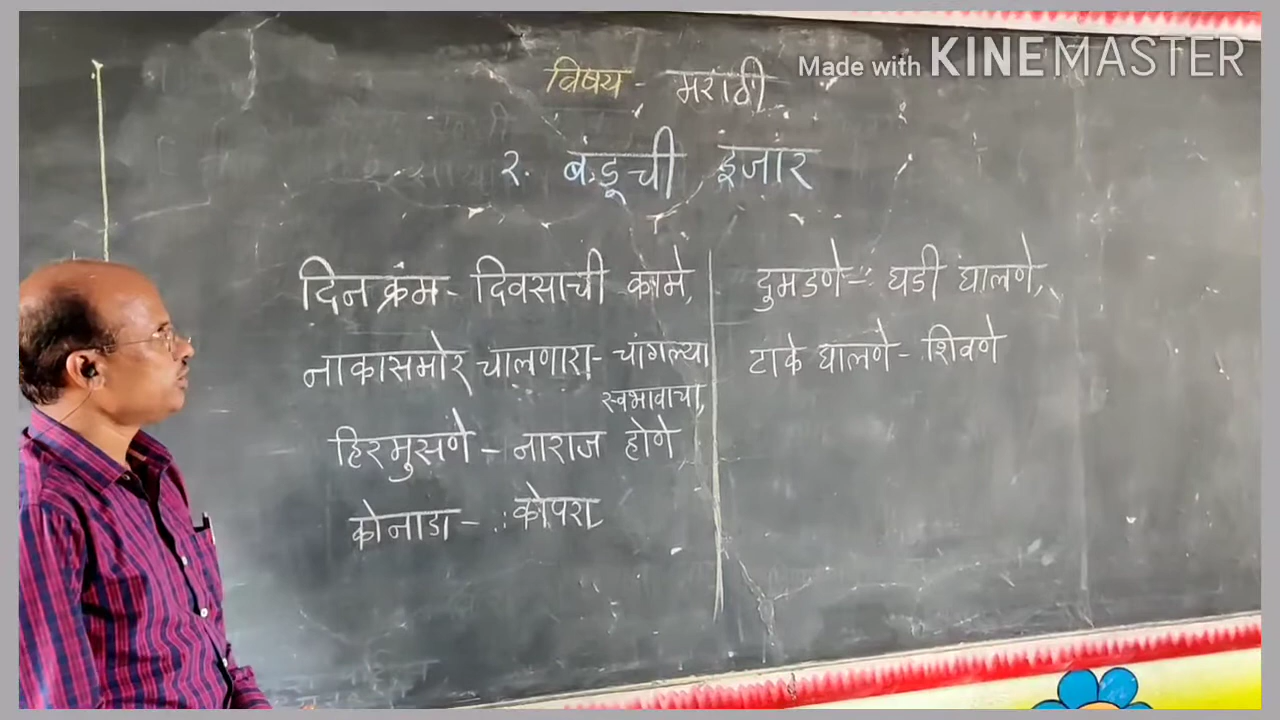 Made with KINEMASTER
विषय - मराठी
२. बंडूची इजार
दिनक्रम - दिवसाची कामे,
नाकासमोर चालणारा - चांगल्या
स्वभावाचा,
हिरमुसणे - नाराज होणे
कोनाडा - कोपरा
दुमडणे - घडी घालणे,
टाके घालणे - शिवणे